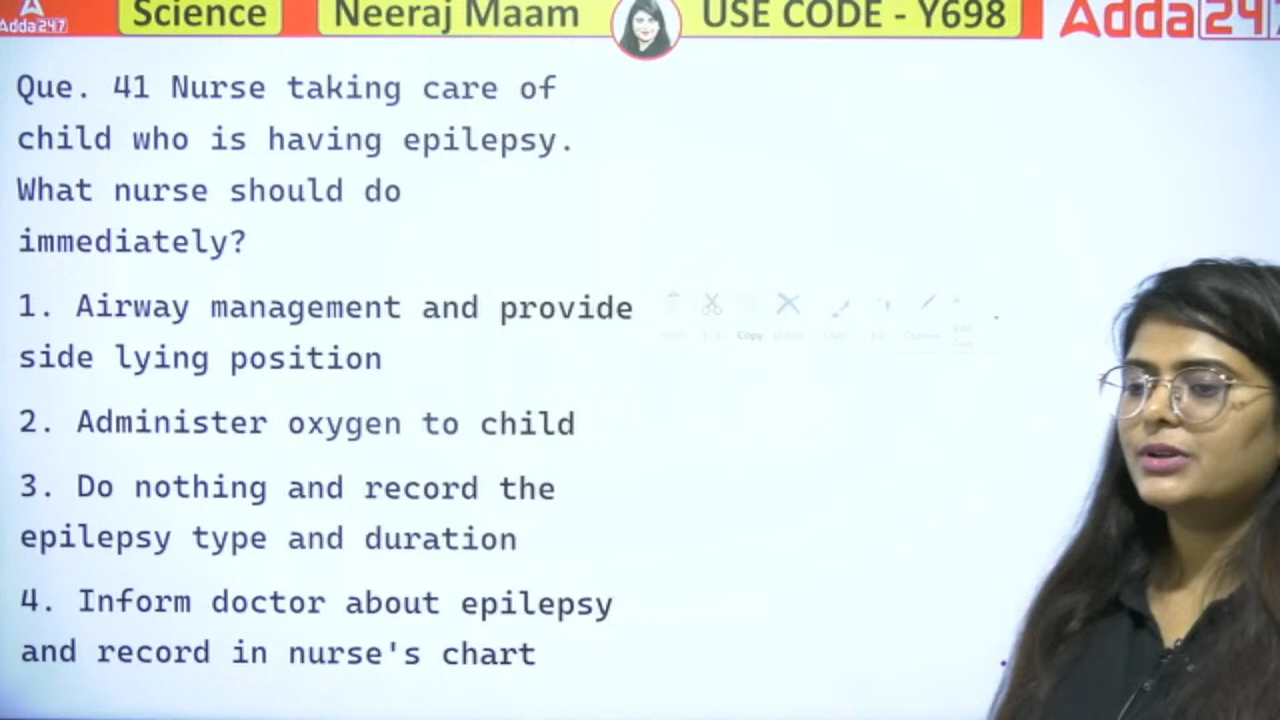 Adda247
Science
Neeraj Maam
USE CODE - Y698
Adda247
Que. 41 Nurse taking care of
child who is having epilepsy.
What nurse should do
immediately?
1. Airway management and provide
side lying position
2. Administer oxygen to child
3. Do nothing and record the
epilepsy type and duration
4. Inform doctor about epilepsy
and record in nurse's chart
Copy